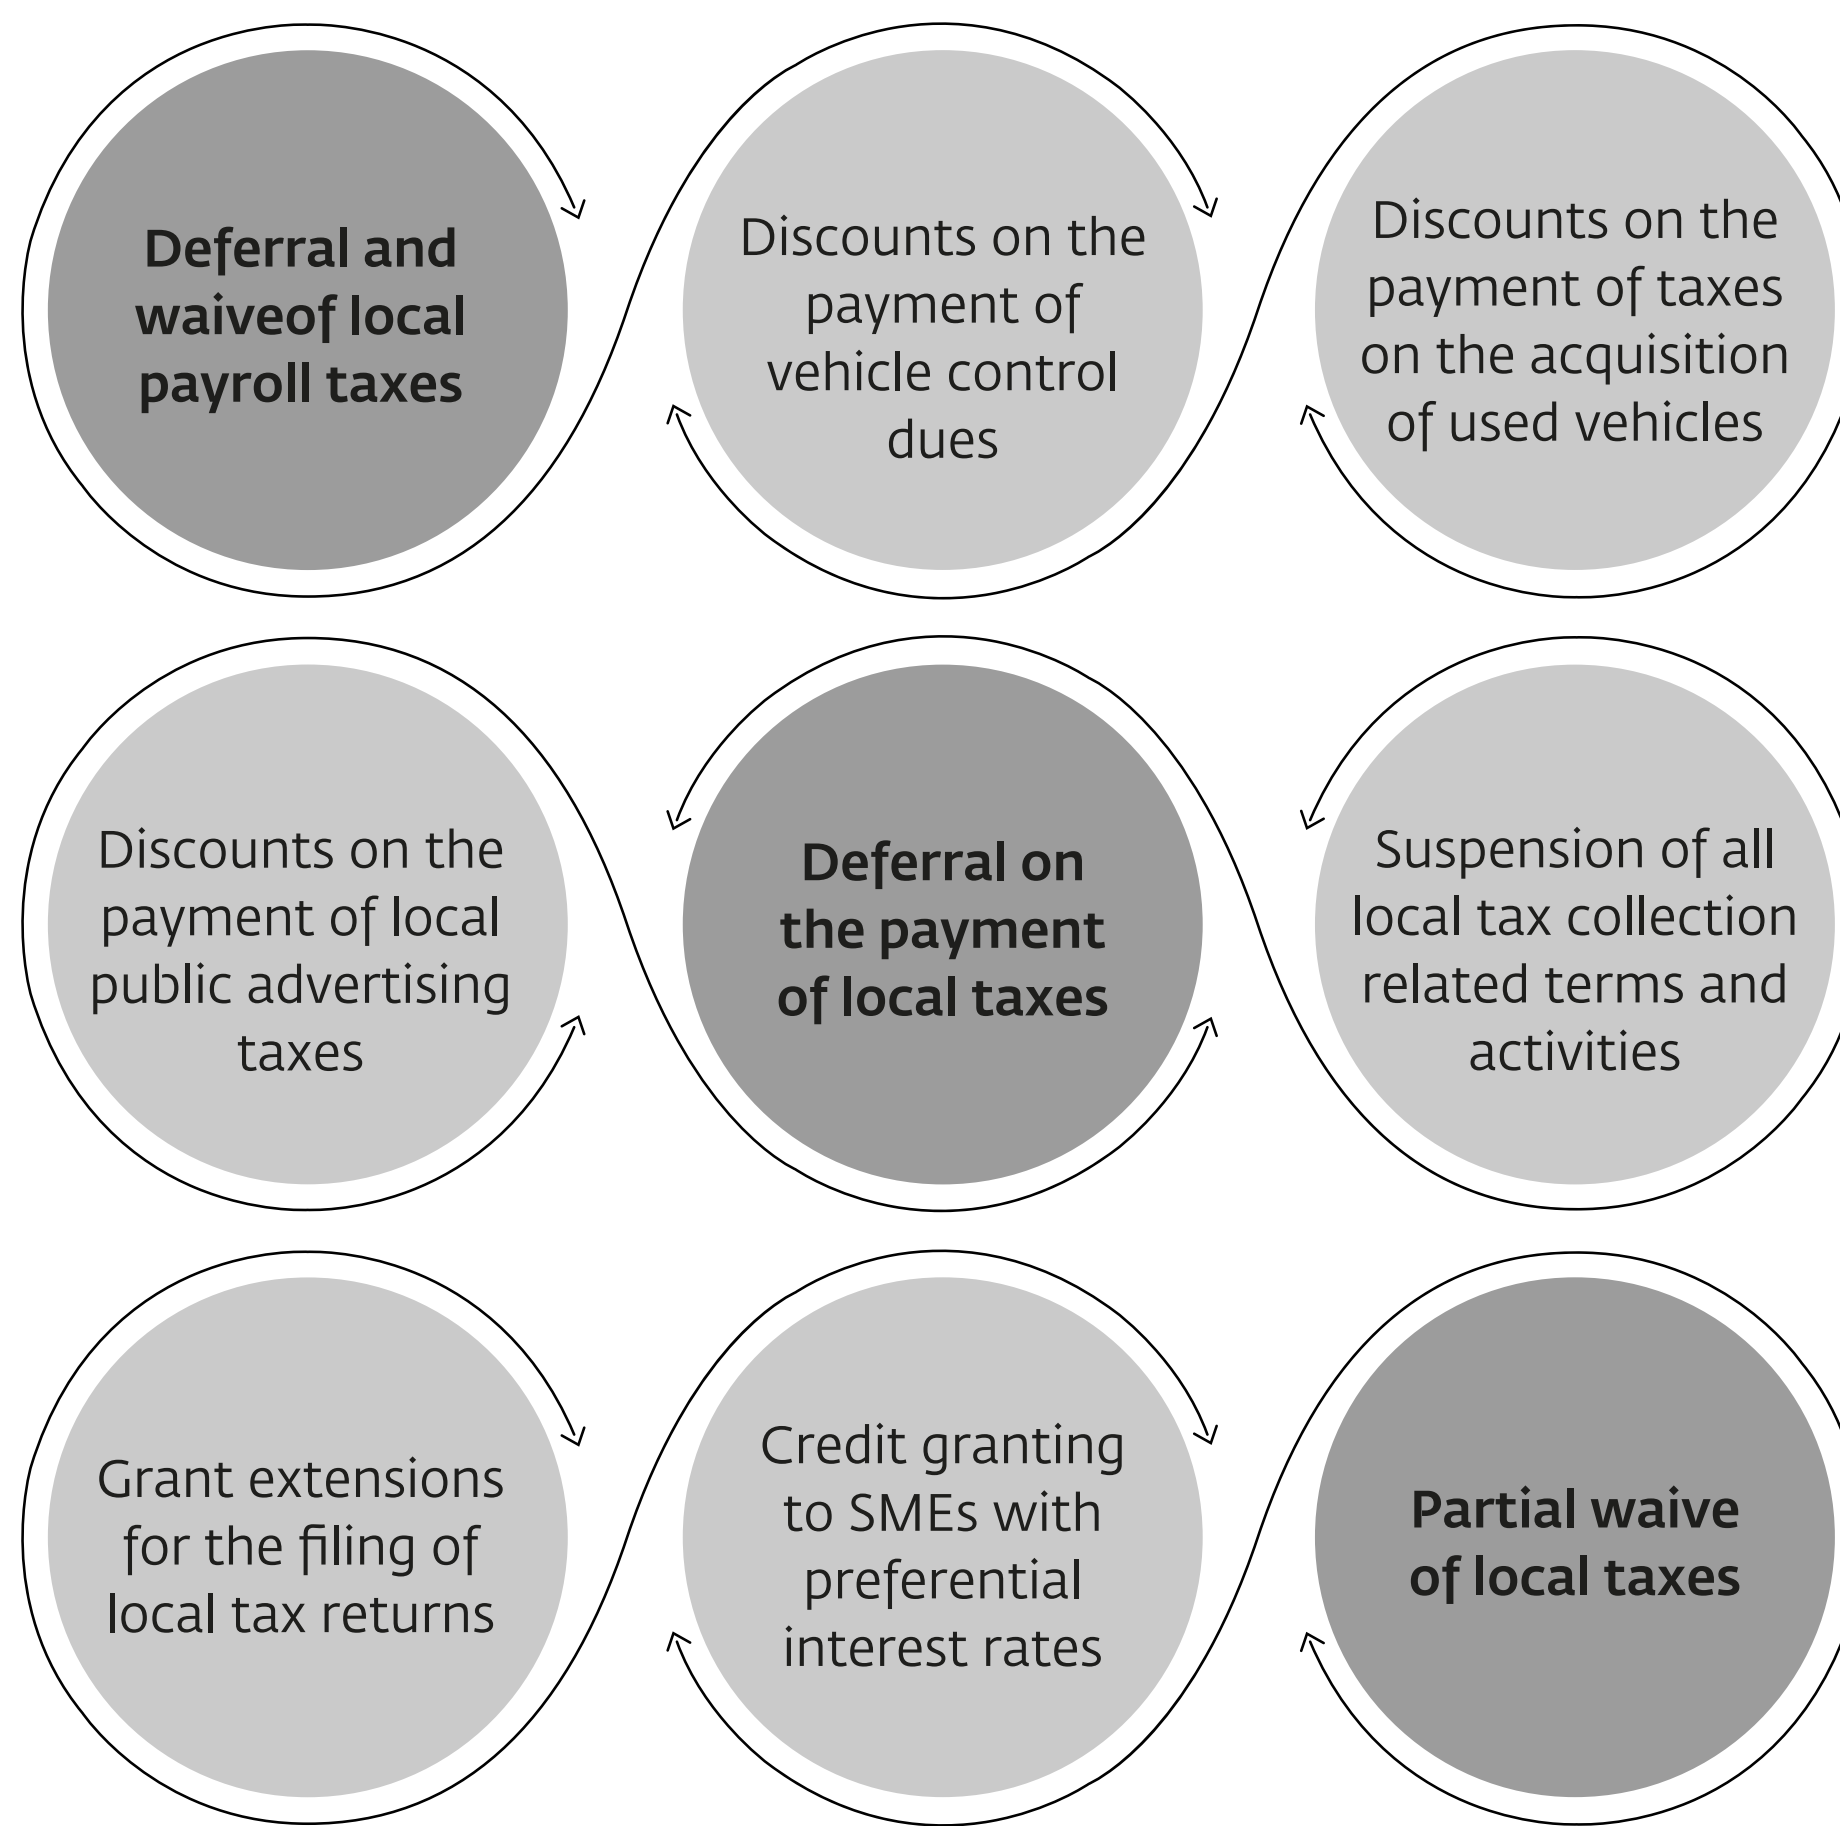 Deferral and
waiveof local
payroll taxes
Discounts on the
payment of
vehicle control
dues
Discounts on the
payment of taxes
on the acquisition
of used vehicles
Discounts on the
payment of local
public advertising
taxes
Deferral on
the payment
of local taxes
Suspension of all
local tax collection
related terms and
activities
Grant extensions
for the filing of
local tax returns
Credit granting
to SMEs with
preferential
interest rates
Partial waive
of local taxes